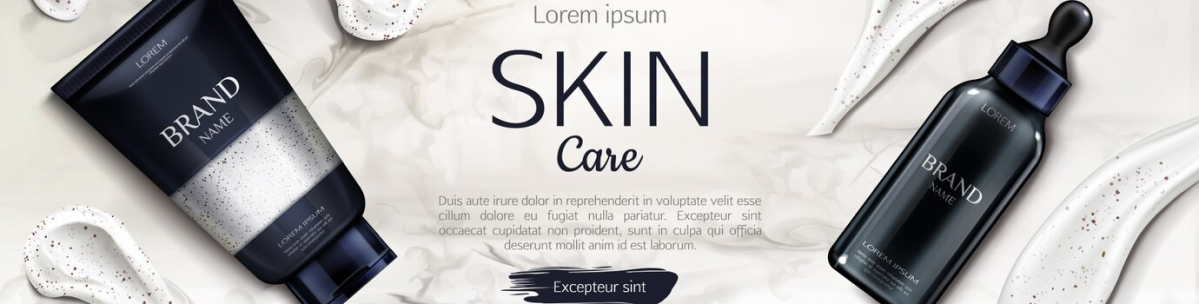 LOREM
BRAND
NAME
LOREM IPSUM
Lorem ipsum
SKIN
Care
Duis aute irure dolor in reprehenderit in voluptate velit esse
cillum dolore eu fugiat nulla pariatur. Excepteur sint
occaecat cupidatat non proident, sunt in culpa qui officia
deserunt mollit anim id est laborum.
Excepteur sint
LOREM
BRAND
NAME
LOREM IPSUM